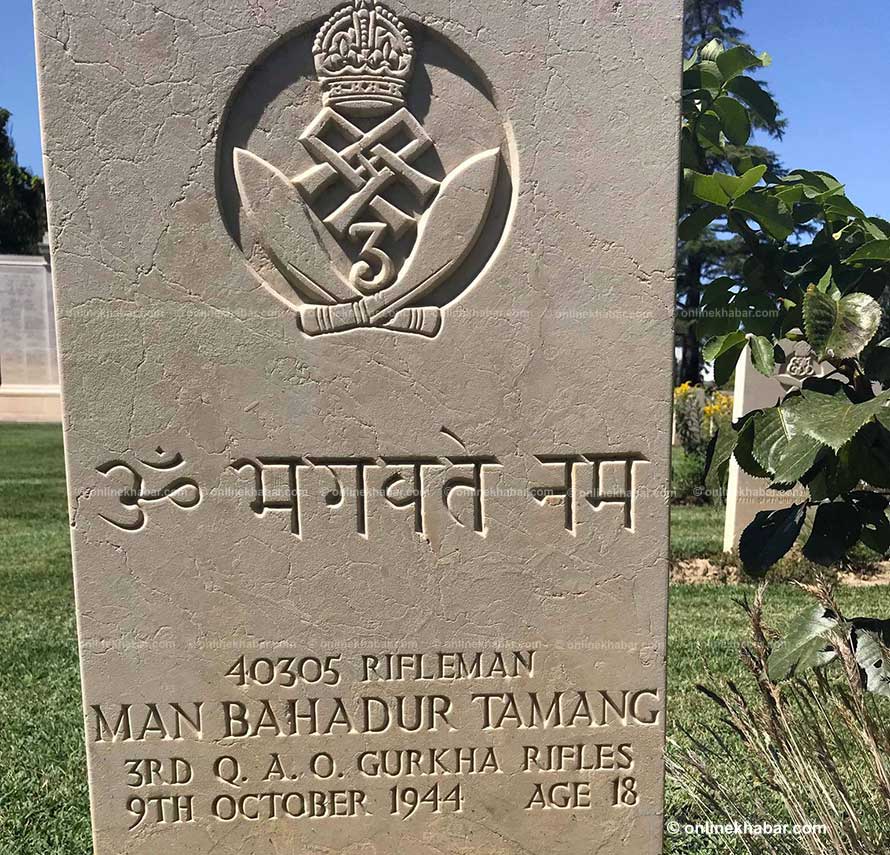 3
ॐ भगवते नम
40305 RIFLEMAN
MAN BAHADUR TAMANG
3RD Q. A. O. GURKHA RIFLES
9TH OCTOBER 1944 AGE 18
© onlinekhabar.com